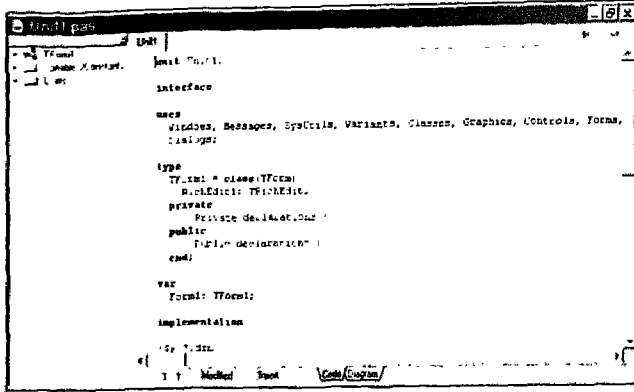 Unit1.pas
Unit1
TForm1
unit Unit1;
interface
uses
Windows, Messages, SysUtils, Variants, Classes, Graphics, Controls, Forms,
Dialogs;
type
TForm1 = class(TForm)
RichEdit1: TRichEdit;
private
Private declarations }
public
Public declarations }
end;
var
Form1: TForm1;
implementation
Modified Insert Code Diagram